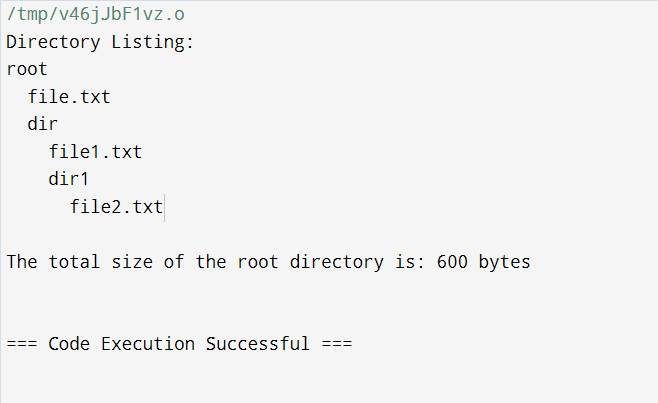 /tmp/v46jJbF1vz.o
Directory Listing:
root
  file.txt
  dir
    file1.txt
    dir1
      file2.txt
The total size of the root directory is: 600 bytes
=== Code Execution Successful ===